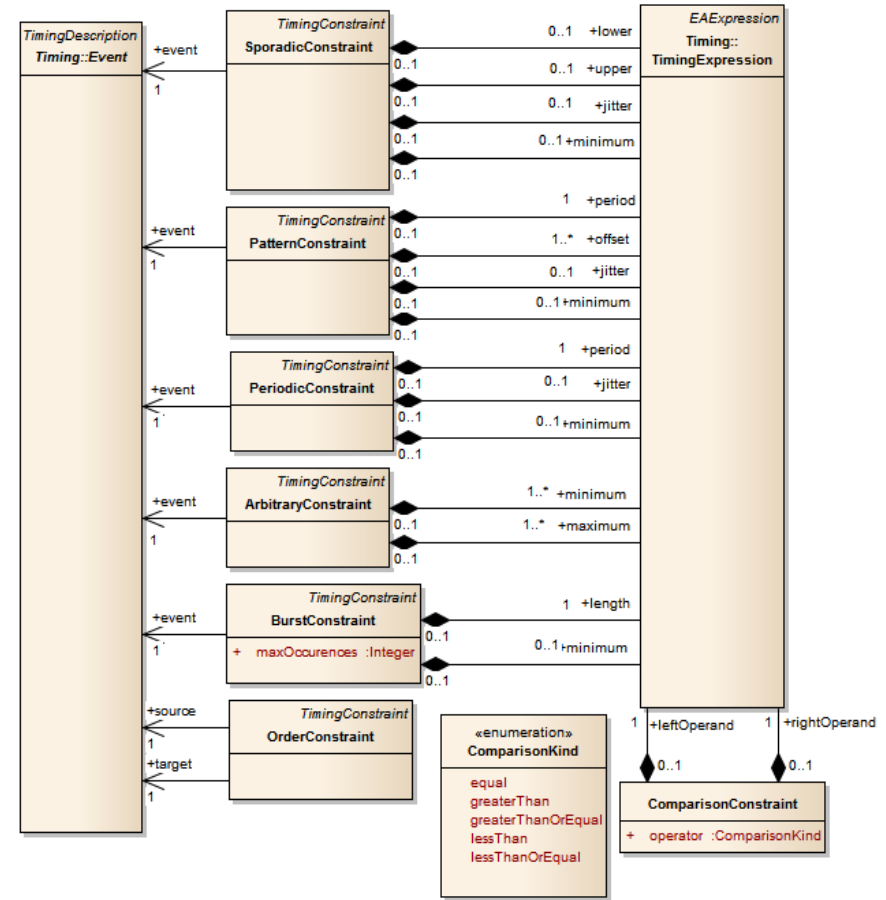 TimingDescription
Timing::Event
+event
1
TimingConstraint
SporadicConstraint
0..1
0..1
0..1
0..1
0..1 +lower
0..1 +upper
0..1 +jitter
0..1 +minimum
EAExpression
Timing::
TimingExpression
+event
1
TimingConstraint
PatternConstraint
0..1
0..1
0..1
0..1
1 +period
1..* +offset
0..1 +jitter
0..1 +minimum
+event
1
TimingConstraint
PeriodicConstraint
0..1
0..1
0..1
1 +period
0..1 +jitter
0..1 +minimum
+event
1
TimingConstraint
ArbitraryConstraint
0..1
0..1
1..* +minimum
1..* +maximum
+event
1
TimingConstraint
BurstConstraint
+ maxOccurences :Integer
0..1
0..1
1 +length
0..1 +minimum
+source
1
+target
1
TimingConstraint
OrderConstraint
«enumeration»
ComparisonKind
equal
greaterThan
greaterThanOrEqual
lessThan
lessThanOrEqual
1 +leftOperand
1 +rightOperand
0..1
0..1
ComparisonConstraint
+ operator :ComparisonKind